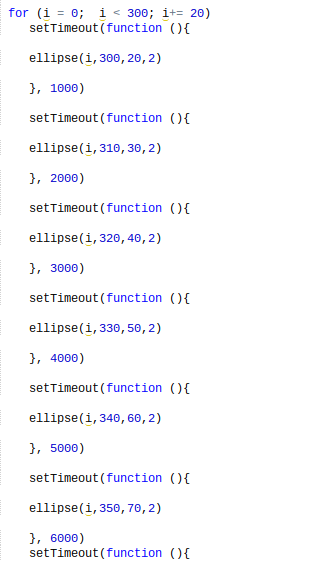 for (i = 0;  i < 300; i+= 20)
setTimeout(function (){
ellipse(i,300,20,2)
}, 1000)
setTimeout(function (){
ellipse(i,310,30,2)
}, 2000)
setTimeout(function (){
ellipse(i,320,40,2)
}, 3000)
setTimeout(function (){
ellipse(i,330,50,2)
}, 4000)
setTimeout(function (){
ellipse(i,340,60,2)
}, 5000)
setTimeout(function (){
ellipse(i,350,70,2)
}, 6000)
setTimeout(function (){